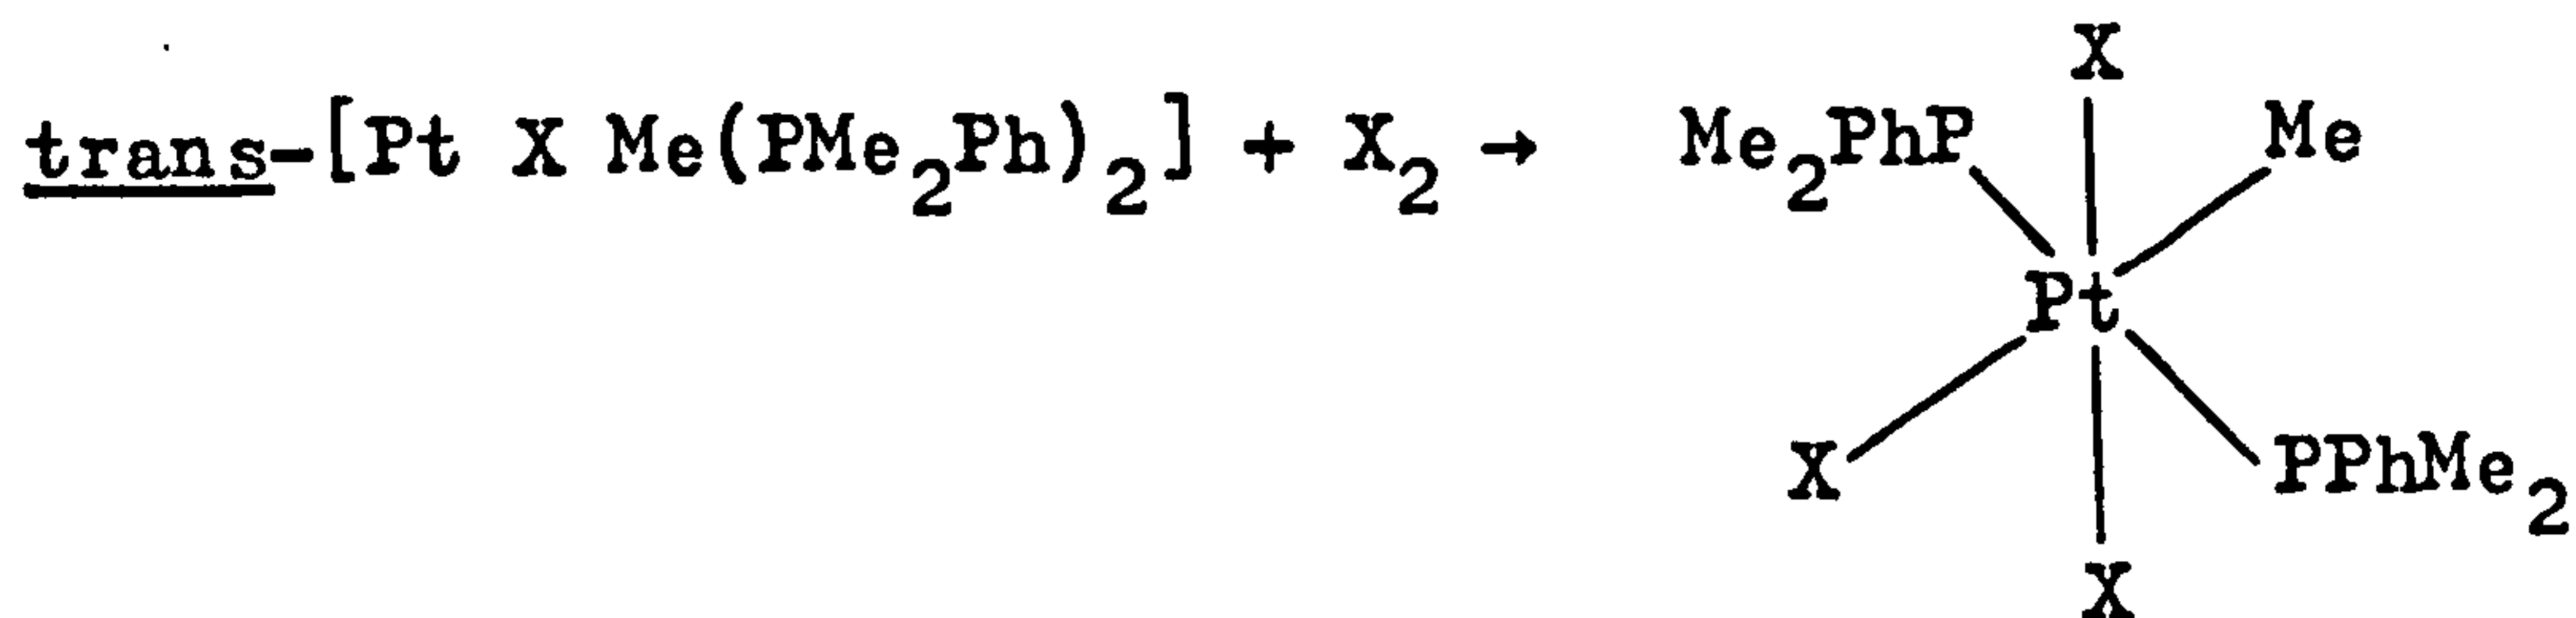 X
trans-[Pt X Me(PMe2Ph)2] + X2 → Me2PhP Me
Pt
X PPhMe2
X